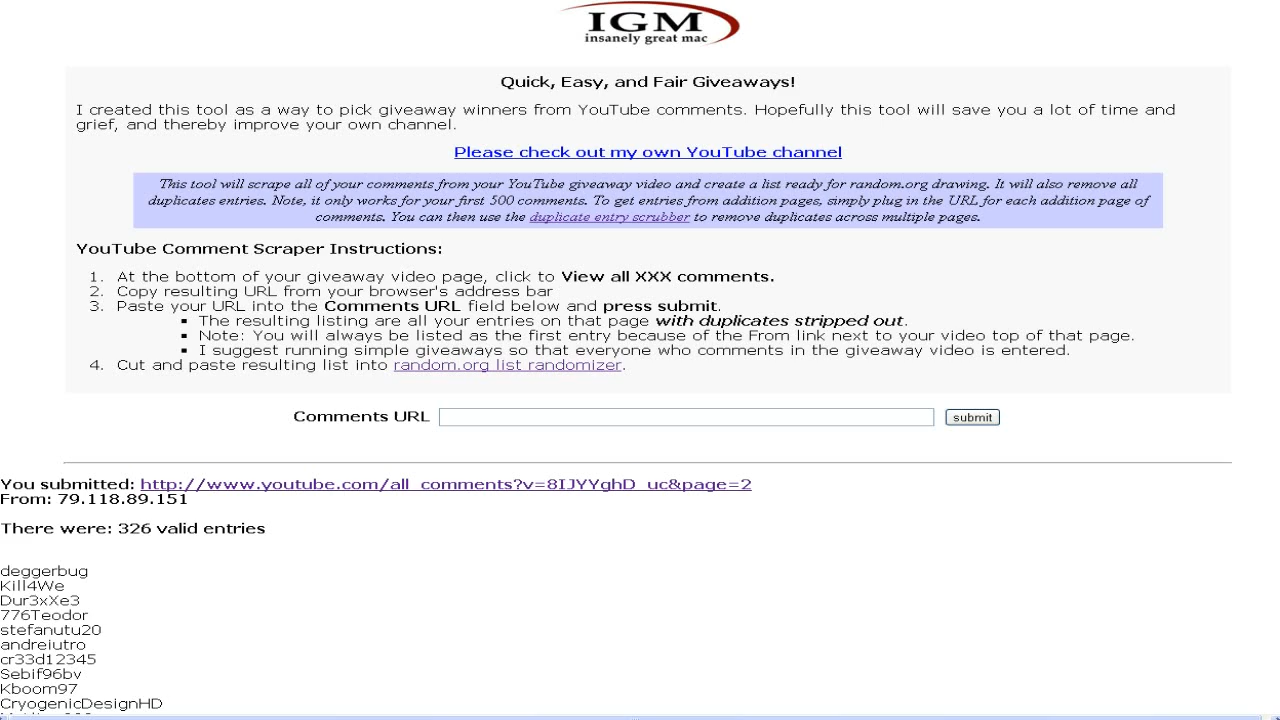 IGM
insanely great mac
Quick, Easy, and Fair Giveaways!
I created this tool as a way to pick giveaway winners from YouTube comments. Hopefully this tool will save you a lot of time and
grief, and thereby improve your own channel.
Please check out my own YouTube channel
This tool will scrape all of your comments from your YouTube giveaway video and create a list ready for random.org drawing. It will also remove all
duplicates entries. Note, it only works for your first 500 comments. To get entries from addition pages, simply plug in the URL for each addition page of
comments. You can then use the duplicate entry scrubber to remove duplicates across multiple pages.
YouTube Comment Scraper Instructions:
1. At the bottom of your giveaway video page, click to View all XXX comments.
2. Copy resulting URL from your browser's address bar
3. Paste your URL into the Comments URL field below and press submit.
▪ The resulting listing are all your entries on that page with duplicates stripped out.
▪ Note: You will always be listed as the first entry because of the From link next to your video top of that page.
▪ I suggest running simple giveaways so that everyone who comments in the giveaway video is entered.
4. Cut and paste resulting list into random.org list randomizer.
Comments URL submit
You submitted: http://www.youtube.com/all_comments?v=8IJYYghD_uc&page=2
From: 79.118.89.151
There were: 326 valid entries
deggerbug
Kill4We
Dur3xXe3
776Teodor
stefanutu20
andreiutro
cr33d12345
Sebif96bv
Kboom97
CryogenicDesignHD